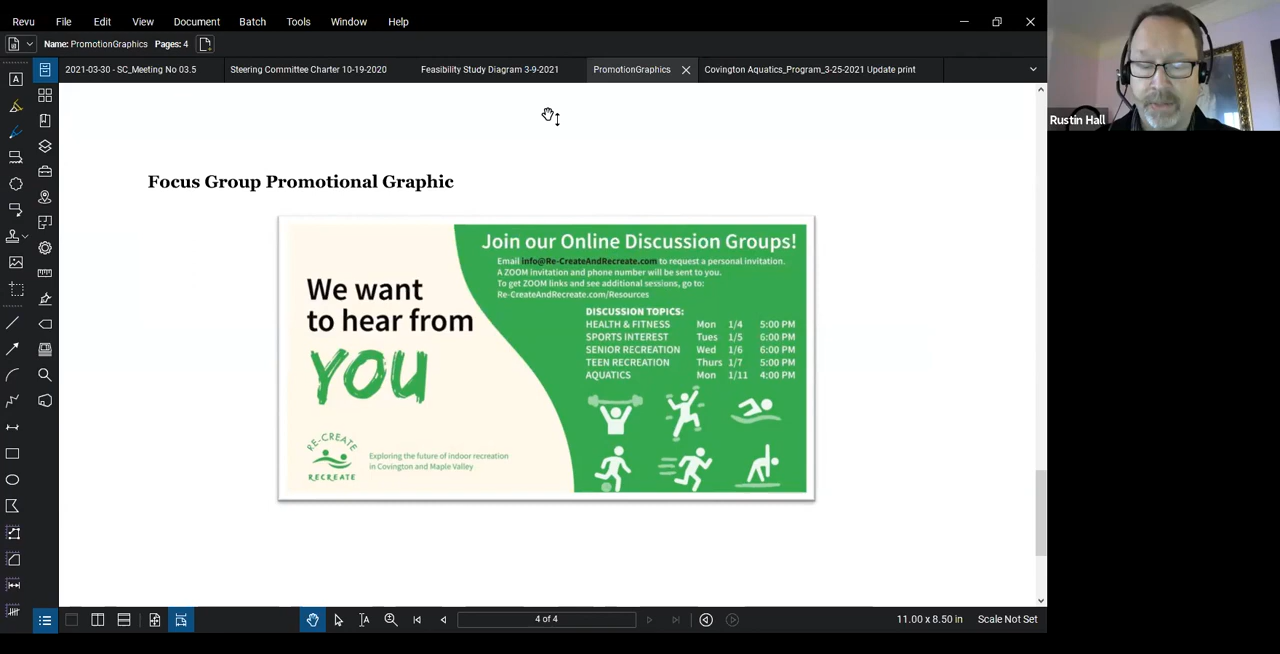 Revu File Edit View Document Batch Tools Window Help
Name: PromotionGraphics Pages: 4
2021-03-30 - SC_Meeting No 03.5
Steering Committee Charter 10-19-2020
Feasibility Study Diagram 3-9-2021
PromotionGraphics
Covington Aquatics_Program_3-25-2021 Update print
Rustin Hall
Focus Group Promotional Graphic
We want
to hear from
YOU
RE-CREATE
RECREATE
Exploring the future of indoor recreation
in Covington and Maple Valley
Join our Online Discussion Groups!
Email info@Re-CreateAndRecreate.com to request a personal invitation.
A ZOOM invitation and phone number will be sent to you.
To get ZOOM links and see additional sessions, go to:
Re-CreateAndRecreate.com/Resources
DISCUSSION TOPICS:
HEALTH & FITNESS Mon 1/4 5:00 PM
SPORTS INTEREST Tues 1/5 6:00 PM
SENIOR RECREATION Wed 1/6 6:00 PM
TEEN RECREATION Thurs 1/7 5:00 PM
AQUATICS Mon 1/11 4:00 PM
4 of 4
11.00 x 8.50 in Scale Not Set